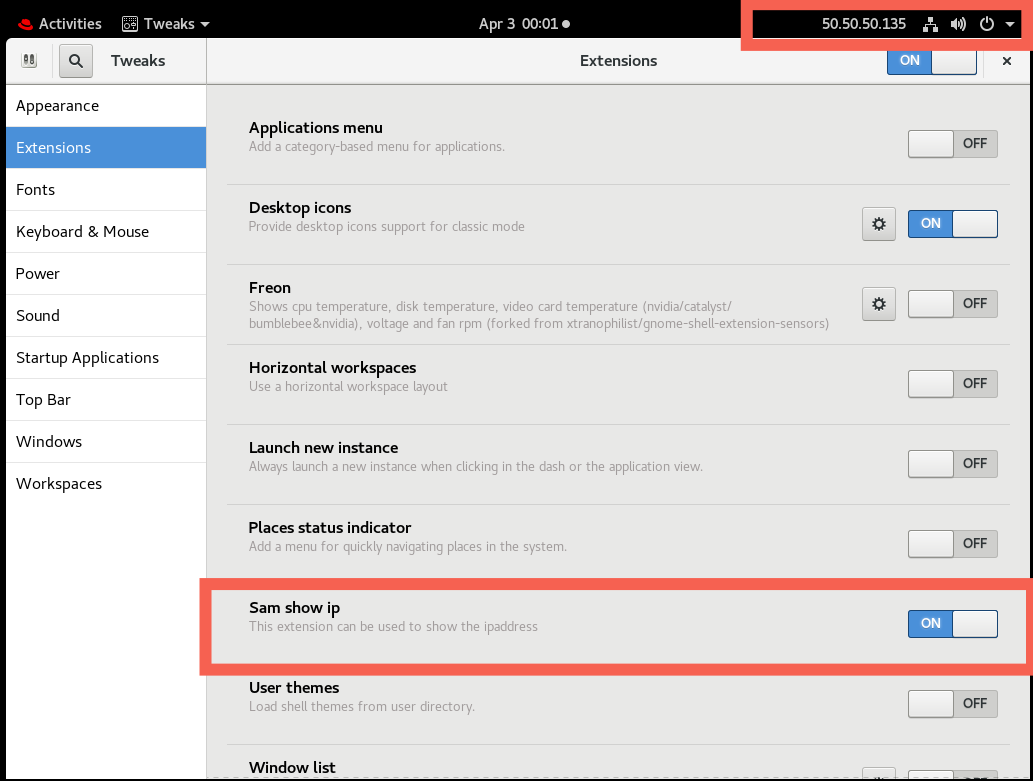 Activities Tweaks Apr 3 00:01 50.50.50.135
Tweaks Extensions ON
Appearance
Extensions
Fonts
Keyboard & Mouse
Power
Sound
Startup Applications
Top Bar
Windows
Workspaces
Applications menu
Add a category-based menu for applications.
OFF
Desktop icons
Provide desktop icons support for classic mode
ON
Freon
Shows cpu temperature, disk temperature, video card temperature (nvidia/catalyst/
bumblebee&nvidia), voltage and fan rpm (forked from xtranophilist/gnome-shell-extension-sensors)
OFF
Horizontal workspaces
Use a horizontal workspace layout
OFF
Launch new instance
Always launch a new instance when clicking in the dash or the application view.
OFF
Places status indicator
Add a menu for quickly navigating places in the system.
OFF
Sam show ip
This extension can be used to show the ipaddress
ON
User themes
Load shell themes from user directory.
OFF
Window list